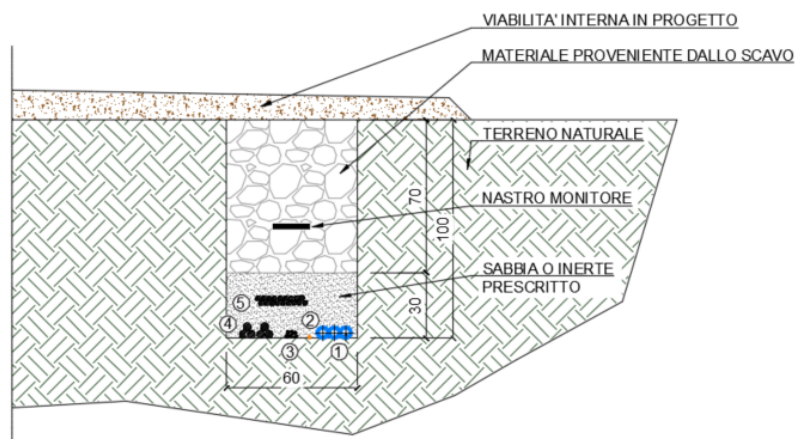 VIABILITA' INTERNA IN PROGETTO
MATERIALE PROVENIENTE DALLO SCAVO
TERRENO NATURALE
70
100
NASTRO MONITORE
SABBIA O INERTE
PRESCRITTO
30
5
4
2
3
1
60